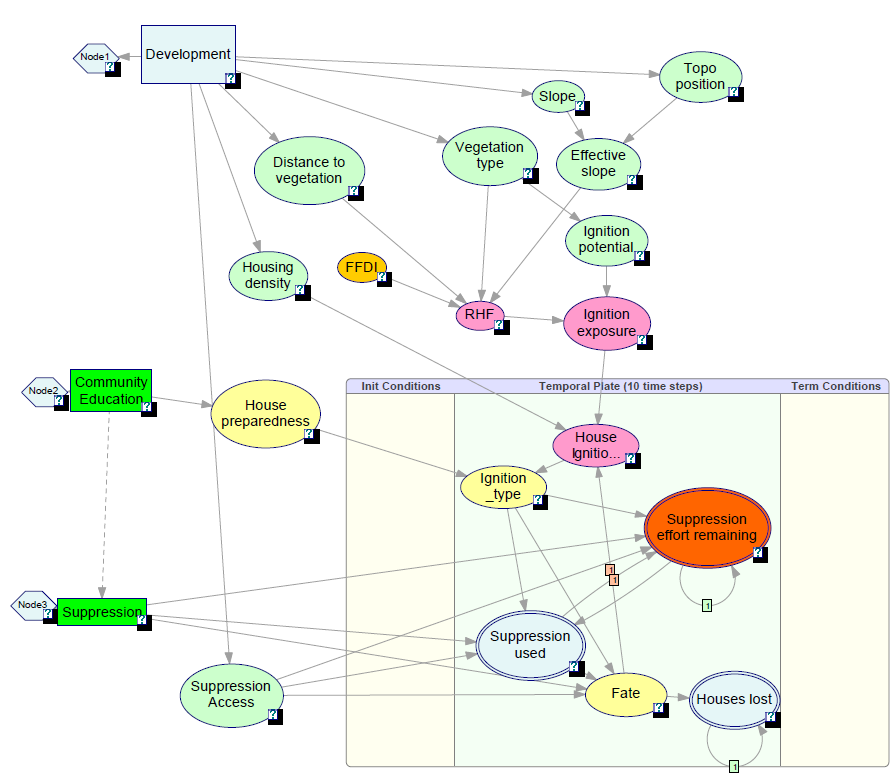 Node1
?
Development
?
Topo
position
?
Slope
?
Distance to
vegetation
?
Vegetation
type
?
Effective
slope
?
Housing
density
?
FFDI
?
Ignition
potential
?
RHF
?
Ignition
exposure
?
Init Conditions
Temporal Plate (10 time steps)
Term Conditions
Node2
?
Community
Education
?
House
preparedness
?
House
Ignitio...
?
Ignition
_type
?
Suppression
effort remaining
?
1
1
1
Node3
?
Suppression
?
Suppression
used
?
Suppression
Access
?
Fate
?
Houses lost
?
1